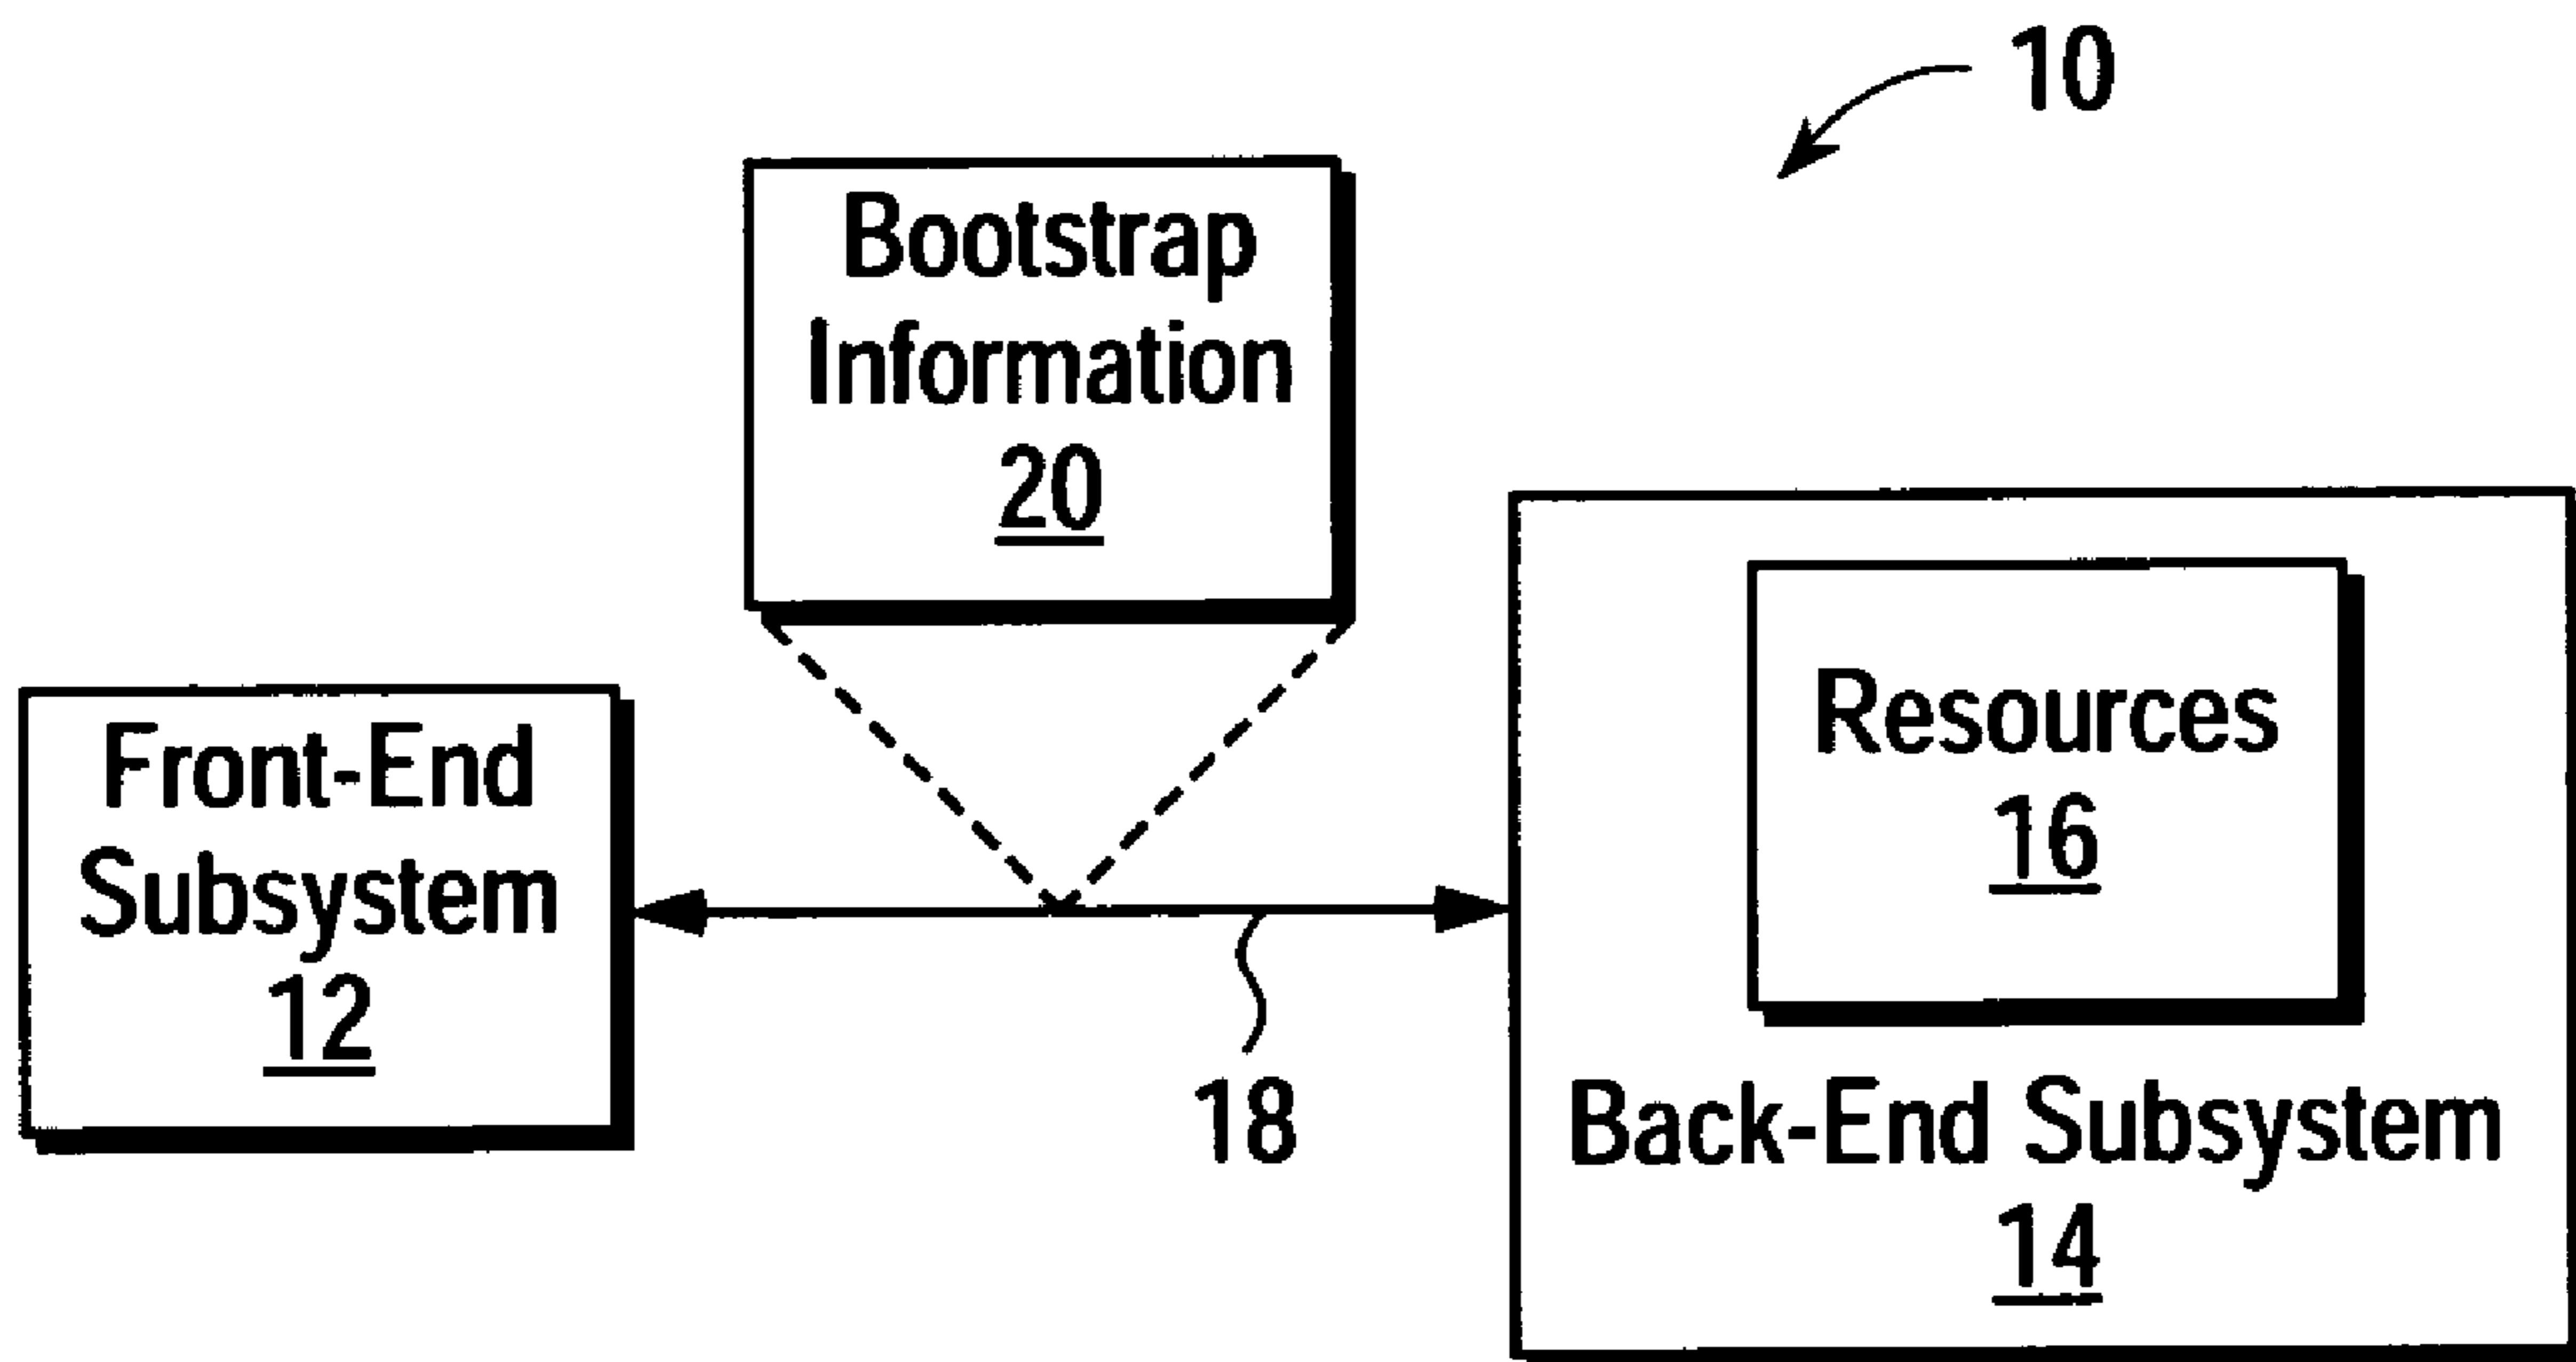 10
Bootstrap
Information
20
Front-End
Subsystem
12
18
Resources
16
Back-End Subsystem
14